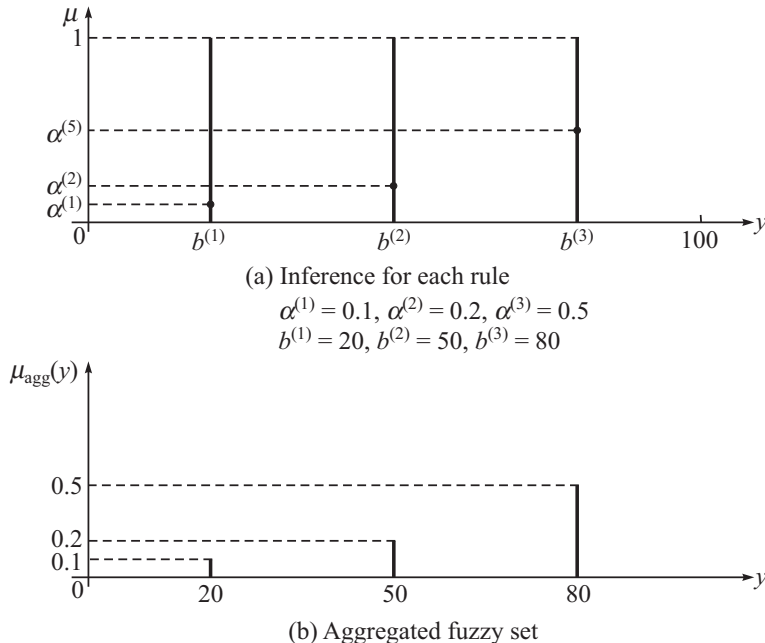 μ
1
α(5)
α(2)
α(1)
0 b(1) b(2) b(3) 100 y
(a) Inference for each rule
α(1) = 0.1, α(2) = 0.2, α(3) = 0.5
b(1) = 20, b(2) = 50, b(3) = 80
μagg(y)
0.5
0.2
0.1
0 20 50 80 y
(b) Aggregated fuzzy set